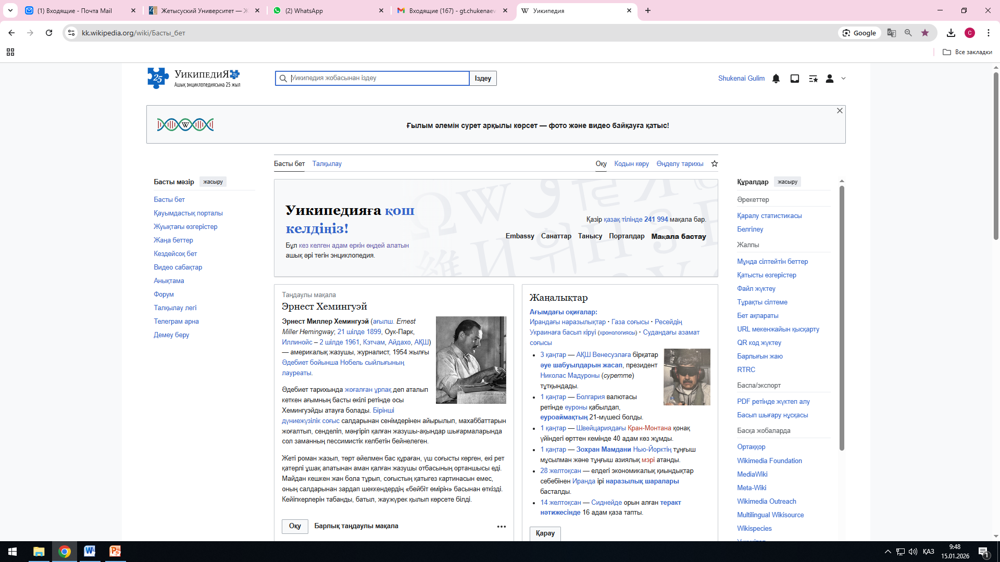 (1) Входящие - Почта Mail
Жетысуский Университет — Ж
(2) WhatsApp
Входящие (167) - gt.chukenaev
Уикипедия
kk.wikipedia.org/wiki/Басты_бет
Google
C
Все закладки
25
УикипедиЯ
Ашық энциклопедиясына 25 жыл
Уикипедия жобасынан іздеу
Іздеу
Shukenai Gulim
W
Ғылым әлемін сурет арқылы көрсет — фото және видео байқауға қатыс!
Басты бет
Талқылау
Оқу
Кодын көру
Өңделу тарихы
Басты мәзір
жасыру
Басты бет
Қауымдастық порталы
Жуықтағы өзгерістер
Жаңа беттер
Кездейсоқ бет
Видео сабақтар
Анықтама
Форум
Талқылау легі
Телеграм арна
Демеу беру
Уикипедияға қош
келдіңіз!
Бұл кез келген адам еркін өңдей алатын
ашық әрі тегін энциклопедия.
Қазір қазақ тілінде 241 994 мақала бар.
Embassy Санаттар Танысу Порталдар Мақала бастау
Таңдаулы мақала
Эрнест Хемингуэй
Эрнест Миллер Хемингуэй (ағылш. Ernest
Miller Hemingway; 21 шілде 1899, Оук-Парк,
Иллинойс – 2 шілде 1961, Кэтчам, Айдахо, АҚШ)
— америкалық жазушы, журналист, 1954 жылғы
Әдебиет бойынша Нобель сыйлығының
лауреаты.
Әдебиет тарихында жоғалған ұрпақ деп аталып
кеткен ағымның басты өкілі ретінде осы
Хемингуэйды атауға болады. Бірінші
дүниежүзілік соғыс салдарынан сенімдерінен айырылып, махаббаттарын
жоғалтып, сенделіп, мәңгіріп қалған жазушы-ақындар шығармаларында
сол заманның пессимистік келбетін бейнелеген.
Жеті роман жазып, төрт әйелмен бас құраған, үш соғысты көрген, екі рет
қатерлі ұшақ апатынан аман қалған жазушы отбасының ортаншысы еді.
Майдан кешкен жан бола тұрып, соғыстың қатыгез картинасын емес,
оның салдарынан зардап шеккендердің «бейбіт өмірін» басынан өткізді.
Кейіпкерлерін табанды, батыл, жаужүрек қылып көрсете білді.
Оқу
Барлық таңдаулы мақала
Жаңалықтар
Ағымдағы оқиғалар:
Ирандағы наразылықтар · Газа соғысы · Ресейдің
Украинаға басып кіруі (хронологиясы) · Судандағы азамат
соғысы
3 қаңтар — АҚШ Венесуэлаға бірқатар
әуе шабуылдарын жасап, президент
Николас Мадуроны (суретте)
тұтқындады.
1 қаңтар — Болгария валютасы
ретінде еуроны қабылдап,
еуроаймақтың 21-мүшесі болды.
1 қаңтар — Швейцариядағы Кран-Монтана қонақ
үйіндегі өрттен кемінде 40 адам көз жұмды.
1 қаңтар — Зохран Мамдани Нью-Йорктің тұңғыш
мұсылман және тұңғыш азиялық мэрі атанды.
28 желтоқсан — елдегі экономикалық қиындықтар
себебінен Иранда ірі наразылық шаралары
басталды.
14 желтоқсан — Сиднейде орын алған теракт
нәтижесінде 16 адам қаза тапты.
Қарау
Құралдар
жасыру
Әрекеттер
Қаралу статистикасы
Белгілеу
Жалпы
Мұнда сілтейтін беттер
Қатысты өзгерістер
Файл жүктеу
Тұрақты сілтеме
Бет ақпараты
URL мекенжайын қысқарту
QR код жүктеу
Барлығын жаю
RTRC
Баспа/экспорт
PDF ретінде жүктеп алу
Басып шығару нұсқасы
Басқа жобаларда
Ортаққор
Wikimedia Foundation
MediaWiki
Meta-Wiki
Wikimedia Outreach
Multilingual Wikisource
Wikispecies
ҚАЗ
9:48
15.01.2026
1